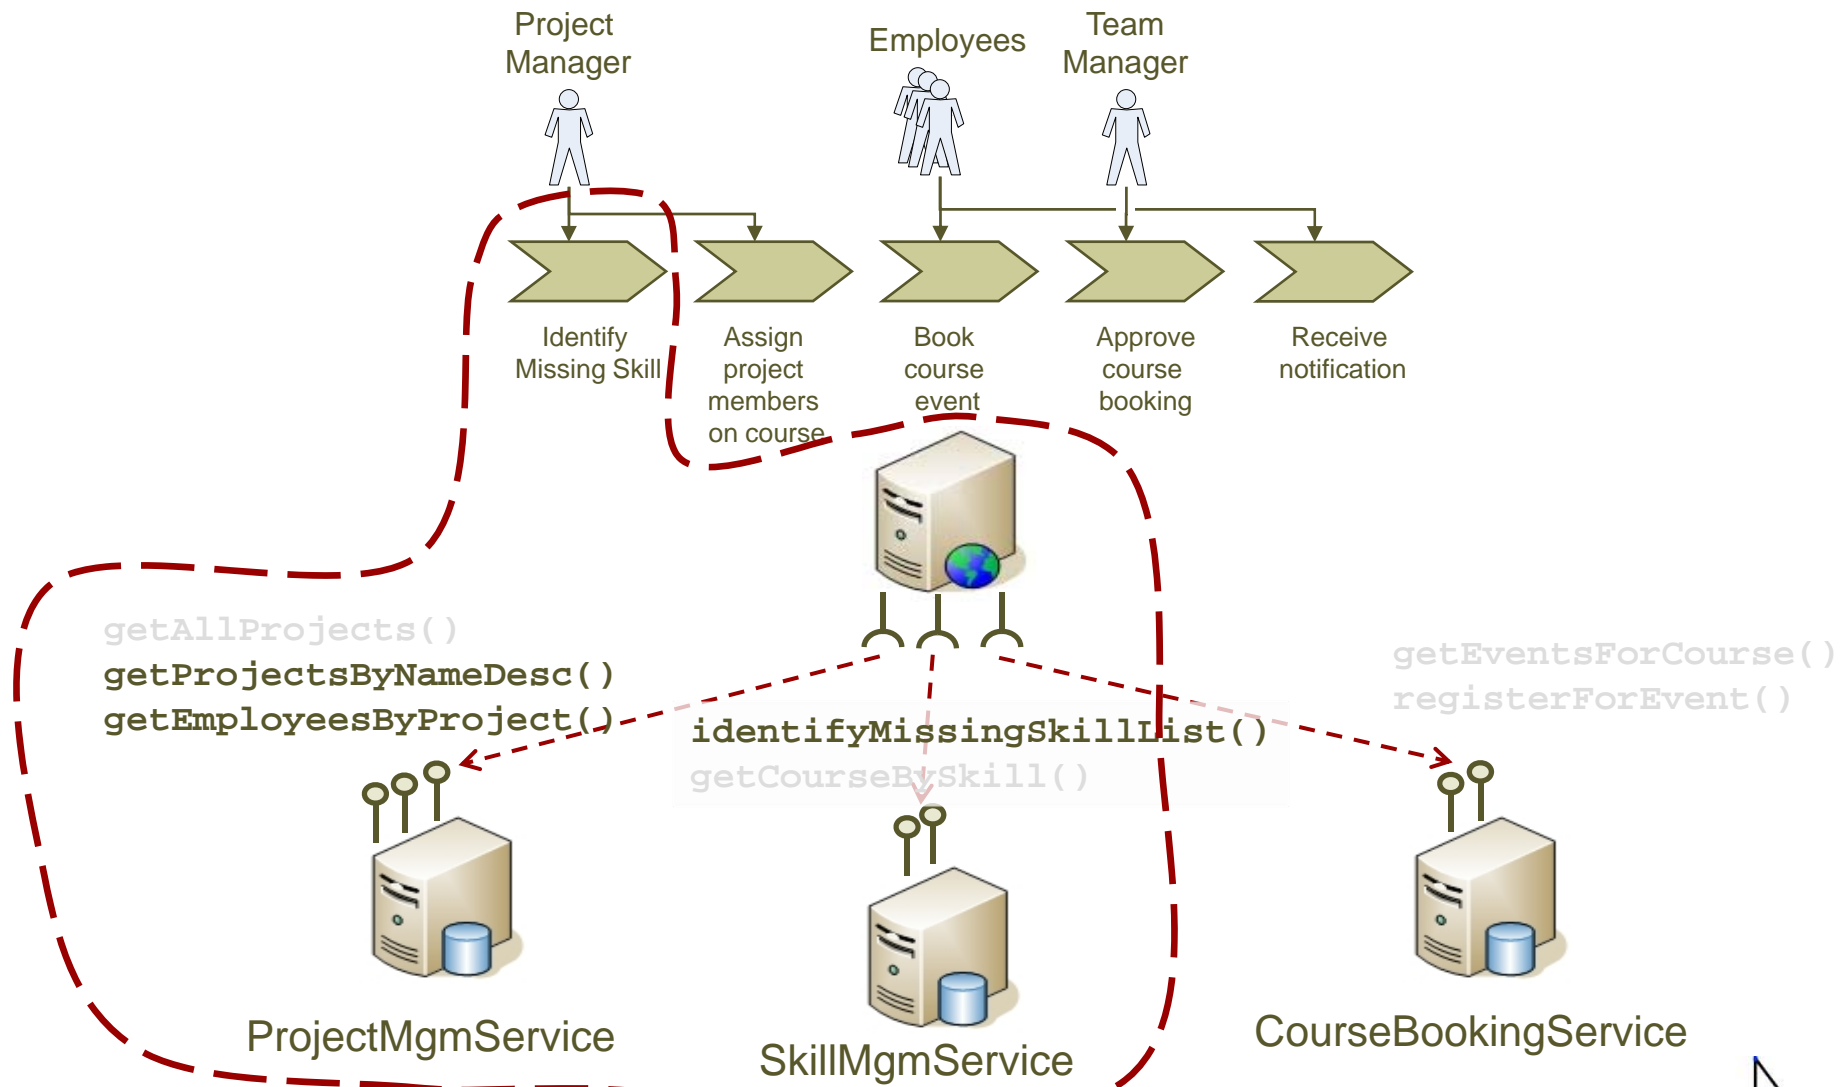 Project
Manager
Employees
Team
Manager
Identify
Missing Skill
Assign
project
members
on course
Book
course
event
Approve
course
booking
Receive
notification
getAllProjects()
getProjectsByNameDesc()
getEmployeesByProject()
identifyMissingSkillList()
getCourseBySkill()
getEventsForCourse()
registerForEvent()
ProjectMgmService
SkillMgmService
CourseBookingService